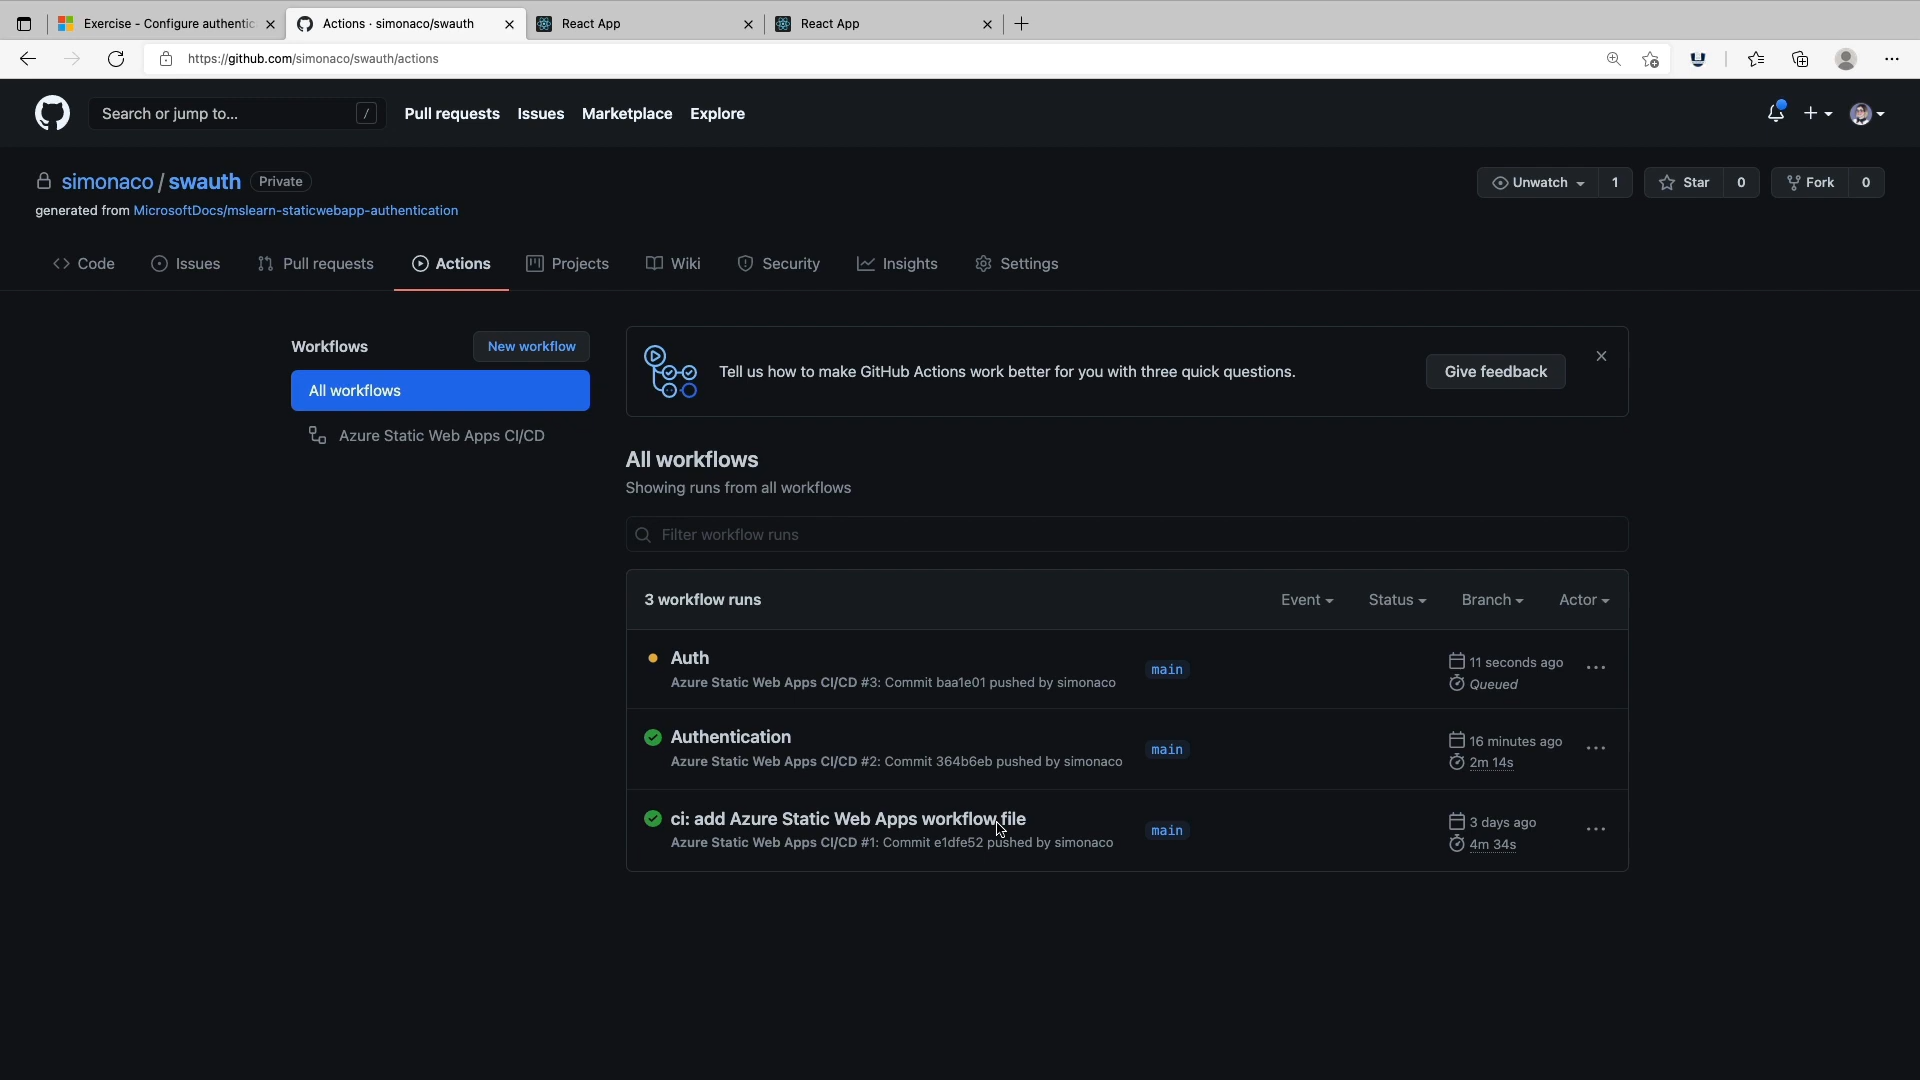 Exercise - Configure authentic
Actions · simonaco/swauth
React App
React App
https://github.com/simonaco/swauth/actions
Search or jump to...
/
Pull requests
Issues
Marketplace
Explore
simonaco / swauth
Private
Unwatch
1
Star
0
Fork
0
generated from MicrosoftDocs/mslearn-staticwebapp-authentication
Code
Issues
Pull requests
Actions
Projects
Wiki
Security
Insights
Settings
Workflows
New workflow
All workflows
Azure Static Web Apps CI/CD
Tell us how to make GitHub Actions work better for you with three quick questions.
Give feedback
All workflows
Showing runs from all workflows
Filter workflow runs
3 workflow runs
Event
Status
Branch
Actor
Auth
Azure Static Web Apps CI/CD #3: Commit baa1e01 pushed by simonaco
main
11 seconds ago
Queued
Authentication
Azure Static Web Apps CI/CD #2: Commit 364b6eb pushed by simonaco
main
16 minutes ago
2m 14s
ci: add Azure Static Web Apps workflow file
Azure Static Web Apps CI/CD #1: Commit e1dfe52 pushed by simonaco
main
3 days ago
4m 34s